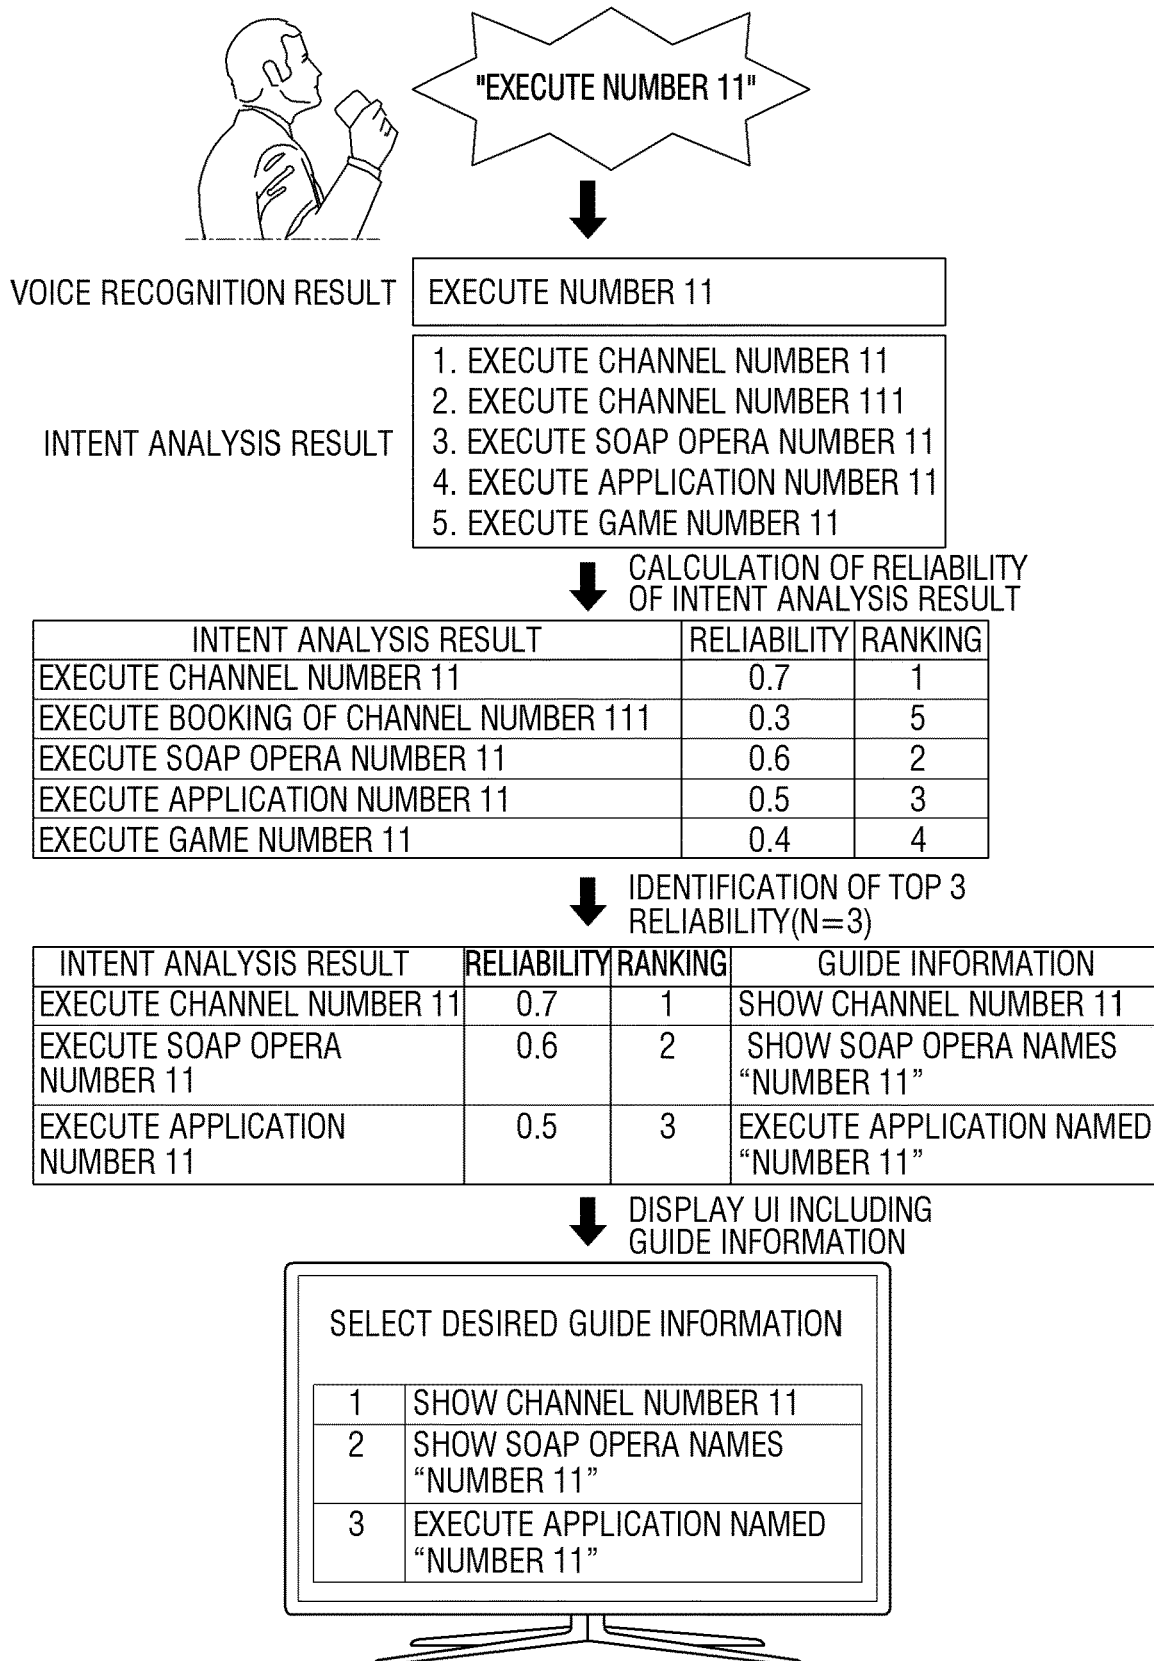 "EXECUTE NUMBER 11"
VOICE RECOGNITION RESULT
EXECUTE NUMBER 11
INTENT ANALYSIS RESULT
1. EXECUTE CHANNEL NUMBER 11
2. EXECUTE CHANNEL NUMBER 111
3. EXECUTE SOAP OPERA NUMBER 11
4. EXECUTE APPLICATION NUMBER 11
5. EXECUTE GAME NUMBER 11
CALCULATION OF RELIABILITY
OF INTENT ANALYSIS RESULT
INTENT ANALYSIS RESULT RELIABILITY RANKING
EXECUTE CHANNEL NUMBER 11 0.7 1
EXECUTE BOOKING OF CHANNEL NUMBER 111 0.3 5
EXECUTE SOAP OPERA NUMBER 11 0.6 2
EXECUTE APPLICATION NUMBER 11 0.5 3
EXECUTE GAME NUMBER 11 0.4 4
IDENTIFICATION OF TOP 3
RELIABILITY(N=3)
INTENT ANALYSIS RESULT RELIABILITY RANKING GUIDE INFORMATION
EXECUTE CHANNEL NUMBER 11 0.7 1 SHOW CHANNEL NUMBER 11
EXECUTE SOAP OPERA 0.6 2 SHOW SOAP OPERA NAMES
NUMBER 11 “NUMBER 11”
EXECUTE APPLICATION 0.5 3 EXECUTE APPLICATION NAMED
NUMBER 11 “NUMBER 11”
DISPLAY UI INCLUDING
GUIDE INFORMATION
SELECT DESIRED GUIDE INFORMATION
1 SHOW CHANNEL NUMBER 11
2 SHOW SOAP OPERA NAMES
“NUMBER 11”
3 EXECUTE APPLICATION NAMED
“NUMBER 11”